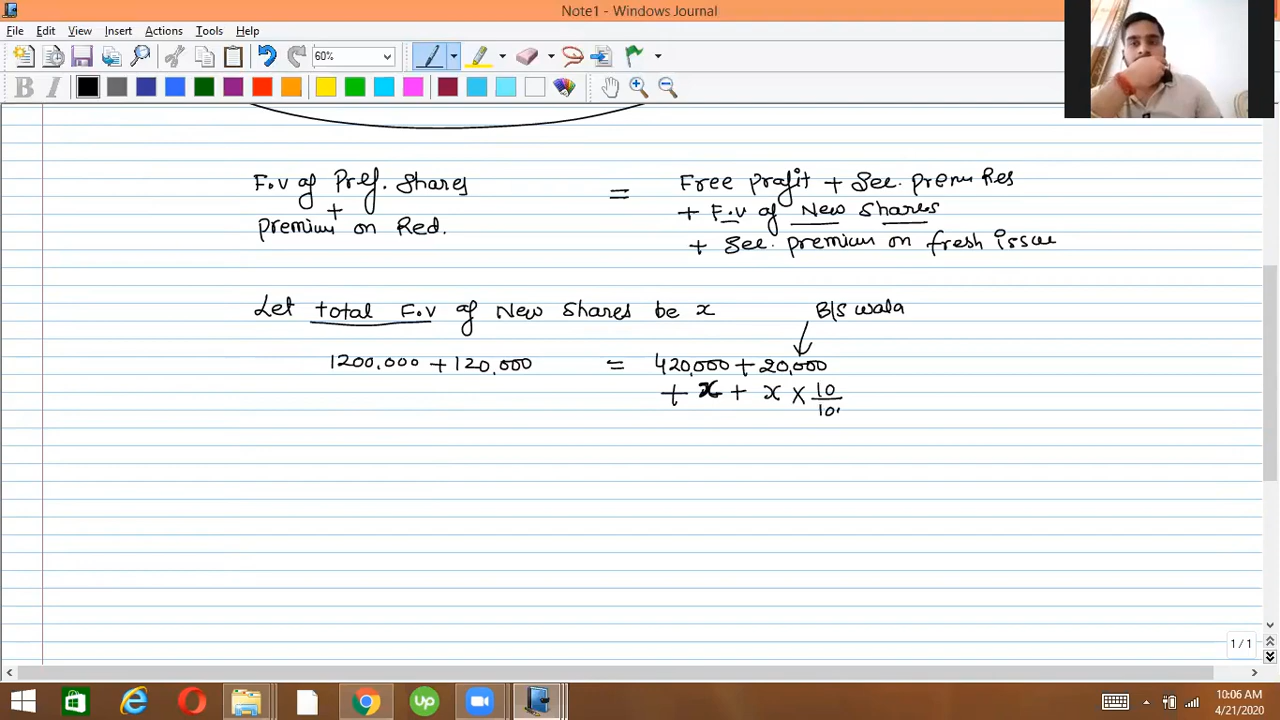 Note1 - Windows Journal
File Edit View Insert Actions Tools Help
60%
B I
F.v of Pref. Shares = Free profit + Sec. premu Res
+ + F.v of New Shares
premium on Red. + Sec. premium on fresh issue
Let total F.v of New Shares be x B/S wala
1200,000 + 120,000 = 420,000 + 20,000
+ x + x × 10/10
1 / 1
up
10:06 AM
4/21/2020